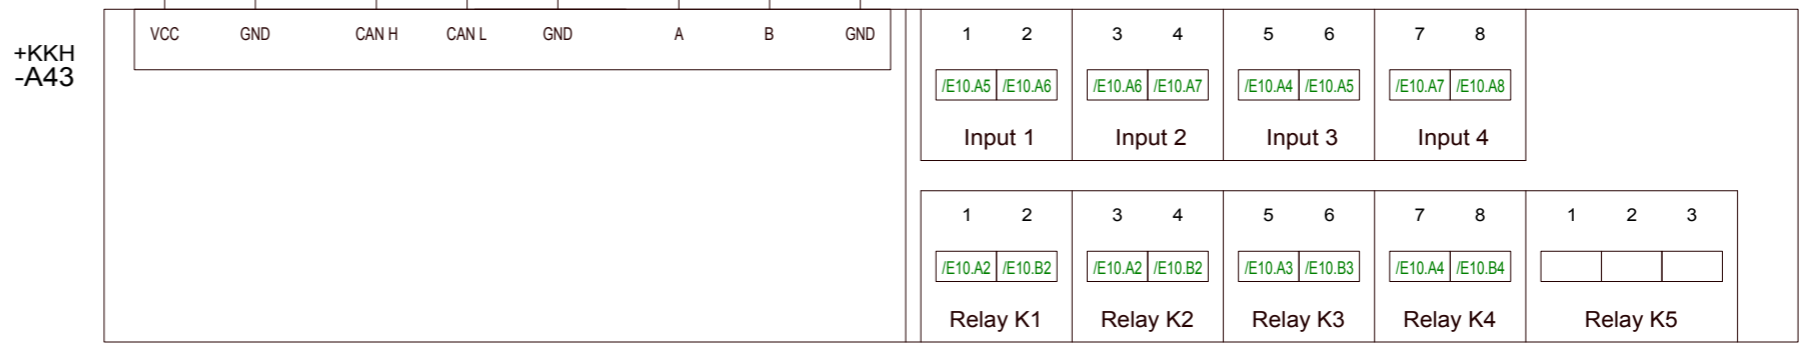 +KKH
-A43
VCC GND CAN H CAN L GND A B GND
1 2 3 4 5 6 7 8
/E10.A5 /E10.A6 /E10.A6 /E10.A7 /E10.A4 /E10.A5 /E10.A7 /E10.A8
Input 1 Input 2 Input 3 Input 4
1 2 3 4 5 6 7 8 1 2 3
/E10.A2 /E10.B2 /E10.A2 /E10.B2 /E10.A3 /E10.B3 /E10.A4 /E10.B4
Relay K1 Relay K2 Relay K3 Relay K4 Relay K5